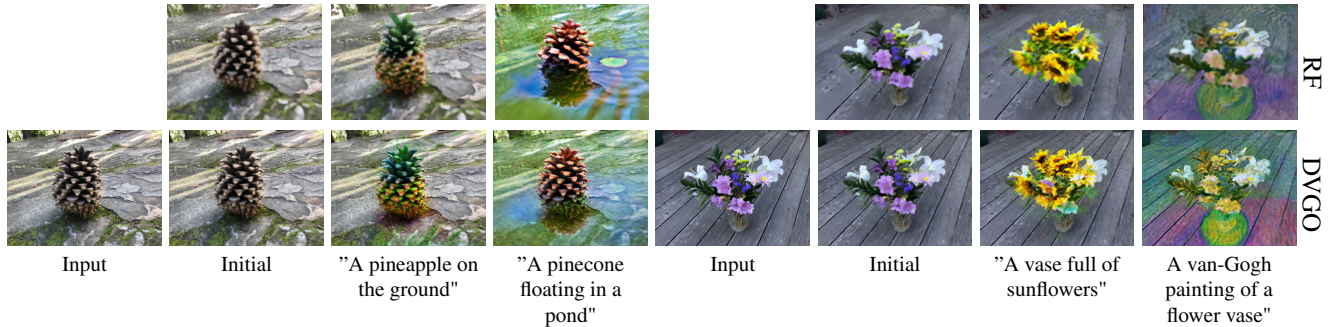 RF
DVGO
Input
Initial
”A pineapple on
the ground"
”A pinecone
floating in a
pond"
Input
Initial
"A vase full of
sunflowers"
A van-Gogh
painting of a
flower vase"